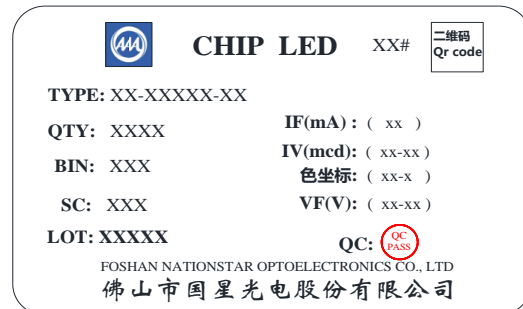 AAA CHIP LED XX# 二维码
Qr code
TYPE: XX-XXXXX-XX
QTY: XXXX IF(mA) : ( xx )
BIN: XXX IV(mcd): ( xx-xx )
色坐标: ( xx-x )
SC: XXX VF(V): ( xx-xx )
LOT: XXXXX QC: QC
PASS
FOSHAN NATIONSTAR OPTOELECTRONICS CO., LTD
佛山市国星光电股份有限公司